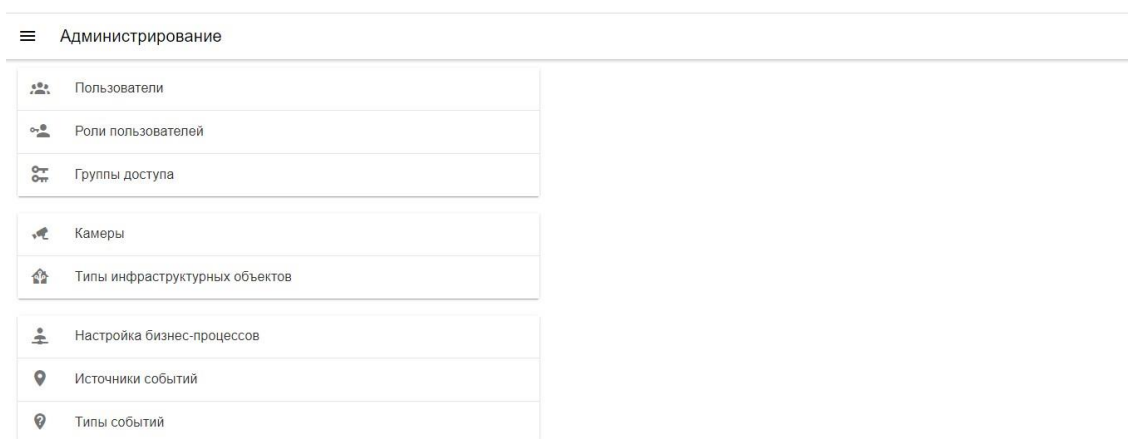 Администрирование
Пользователи
Роли пользователей
Группы доступа
Камеры
Типы инфраструктурных объектов
Настройка бизнес-процессов
Источники событий
Типы событий